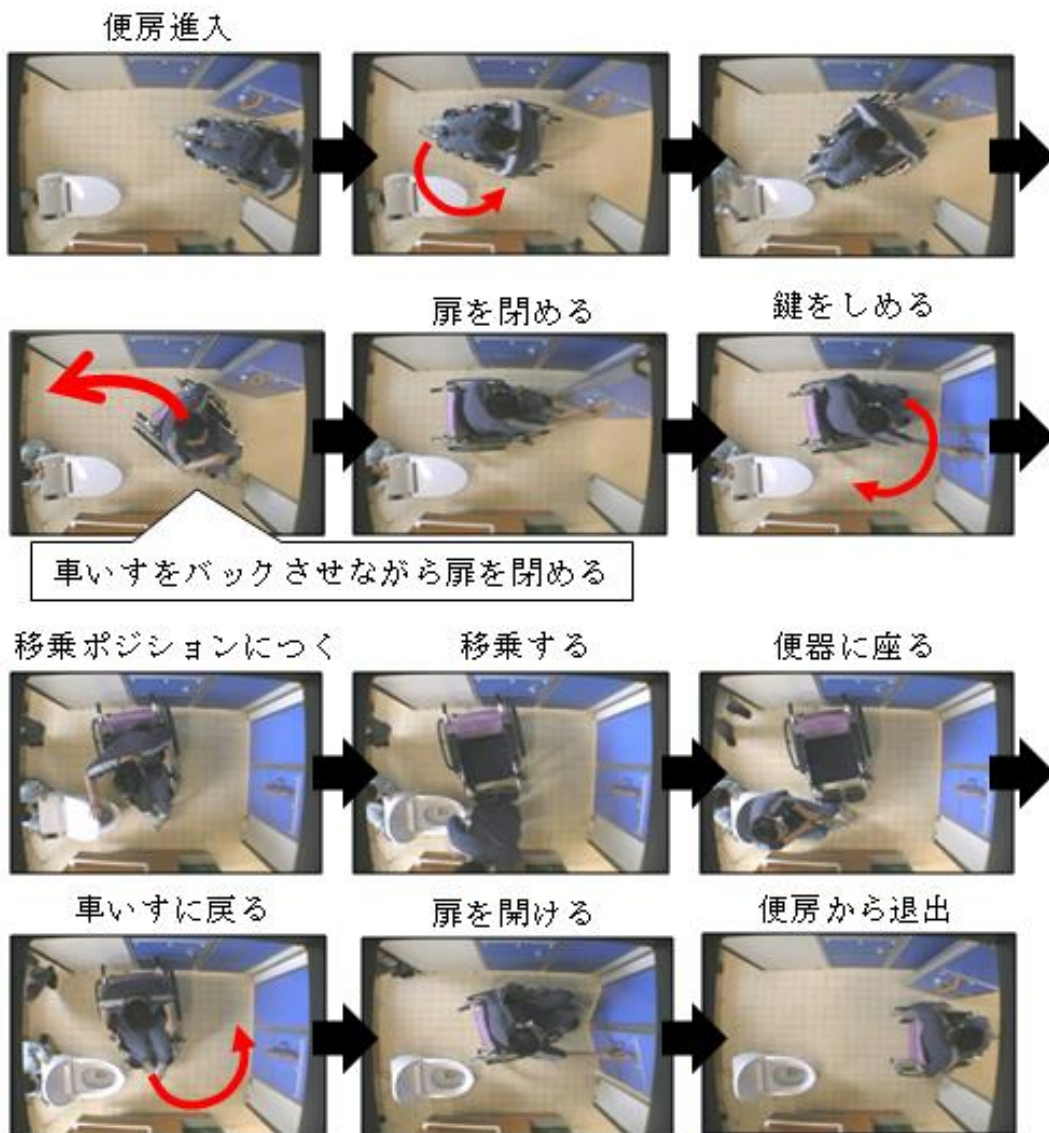 便房進入
扉を閉める
鍵をしめる
車いすをバックさせながら扉を閉める
移乗ポジションにつく
移乗する
便器に座る
車いすに戻る
扉を開ける
便房から退出